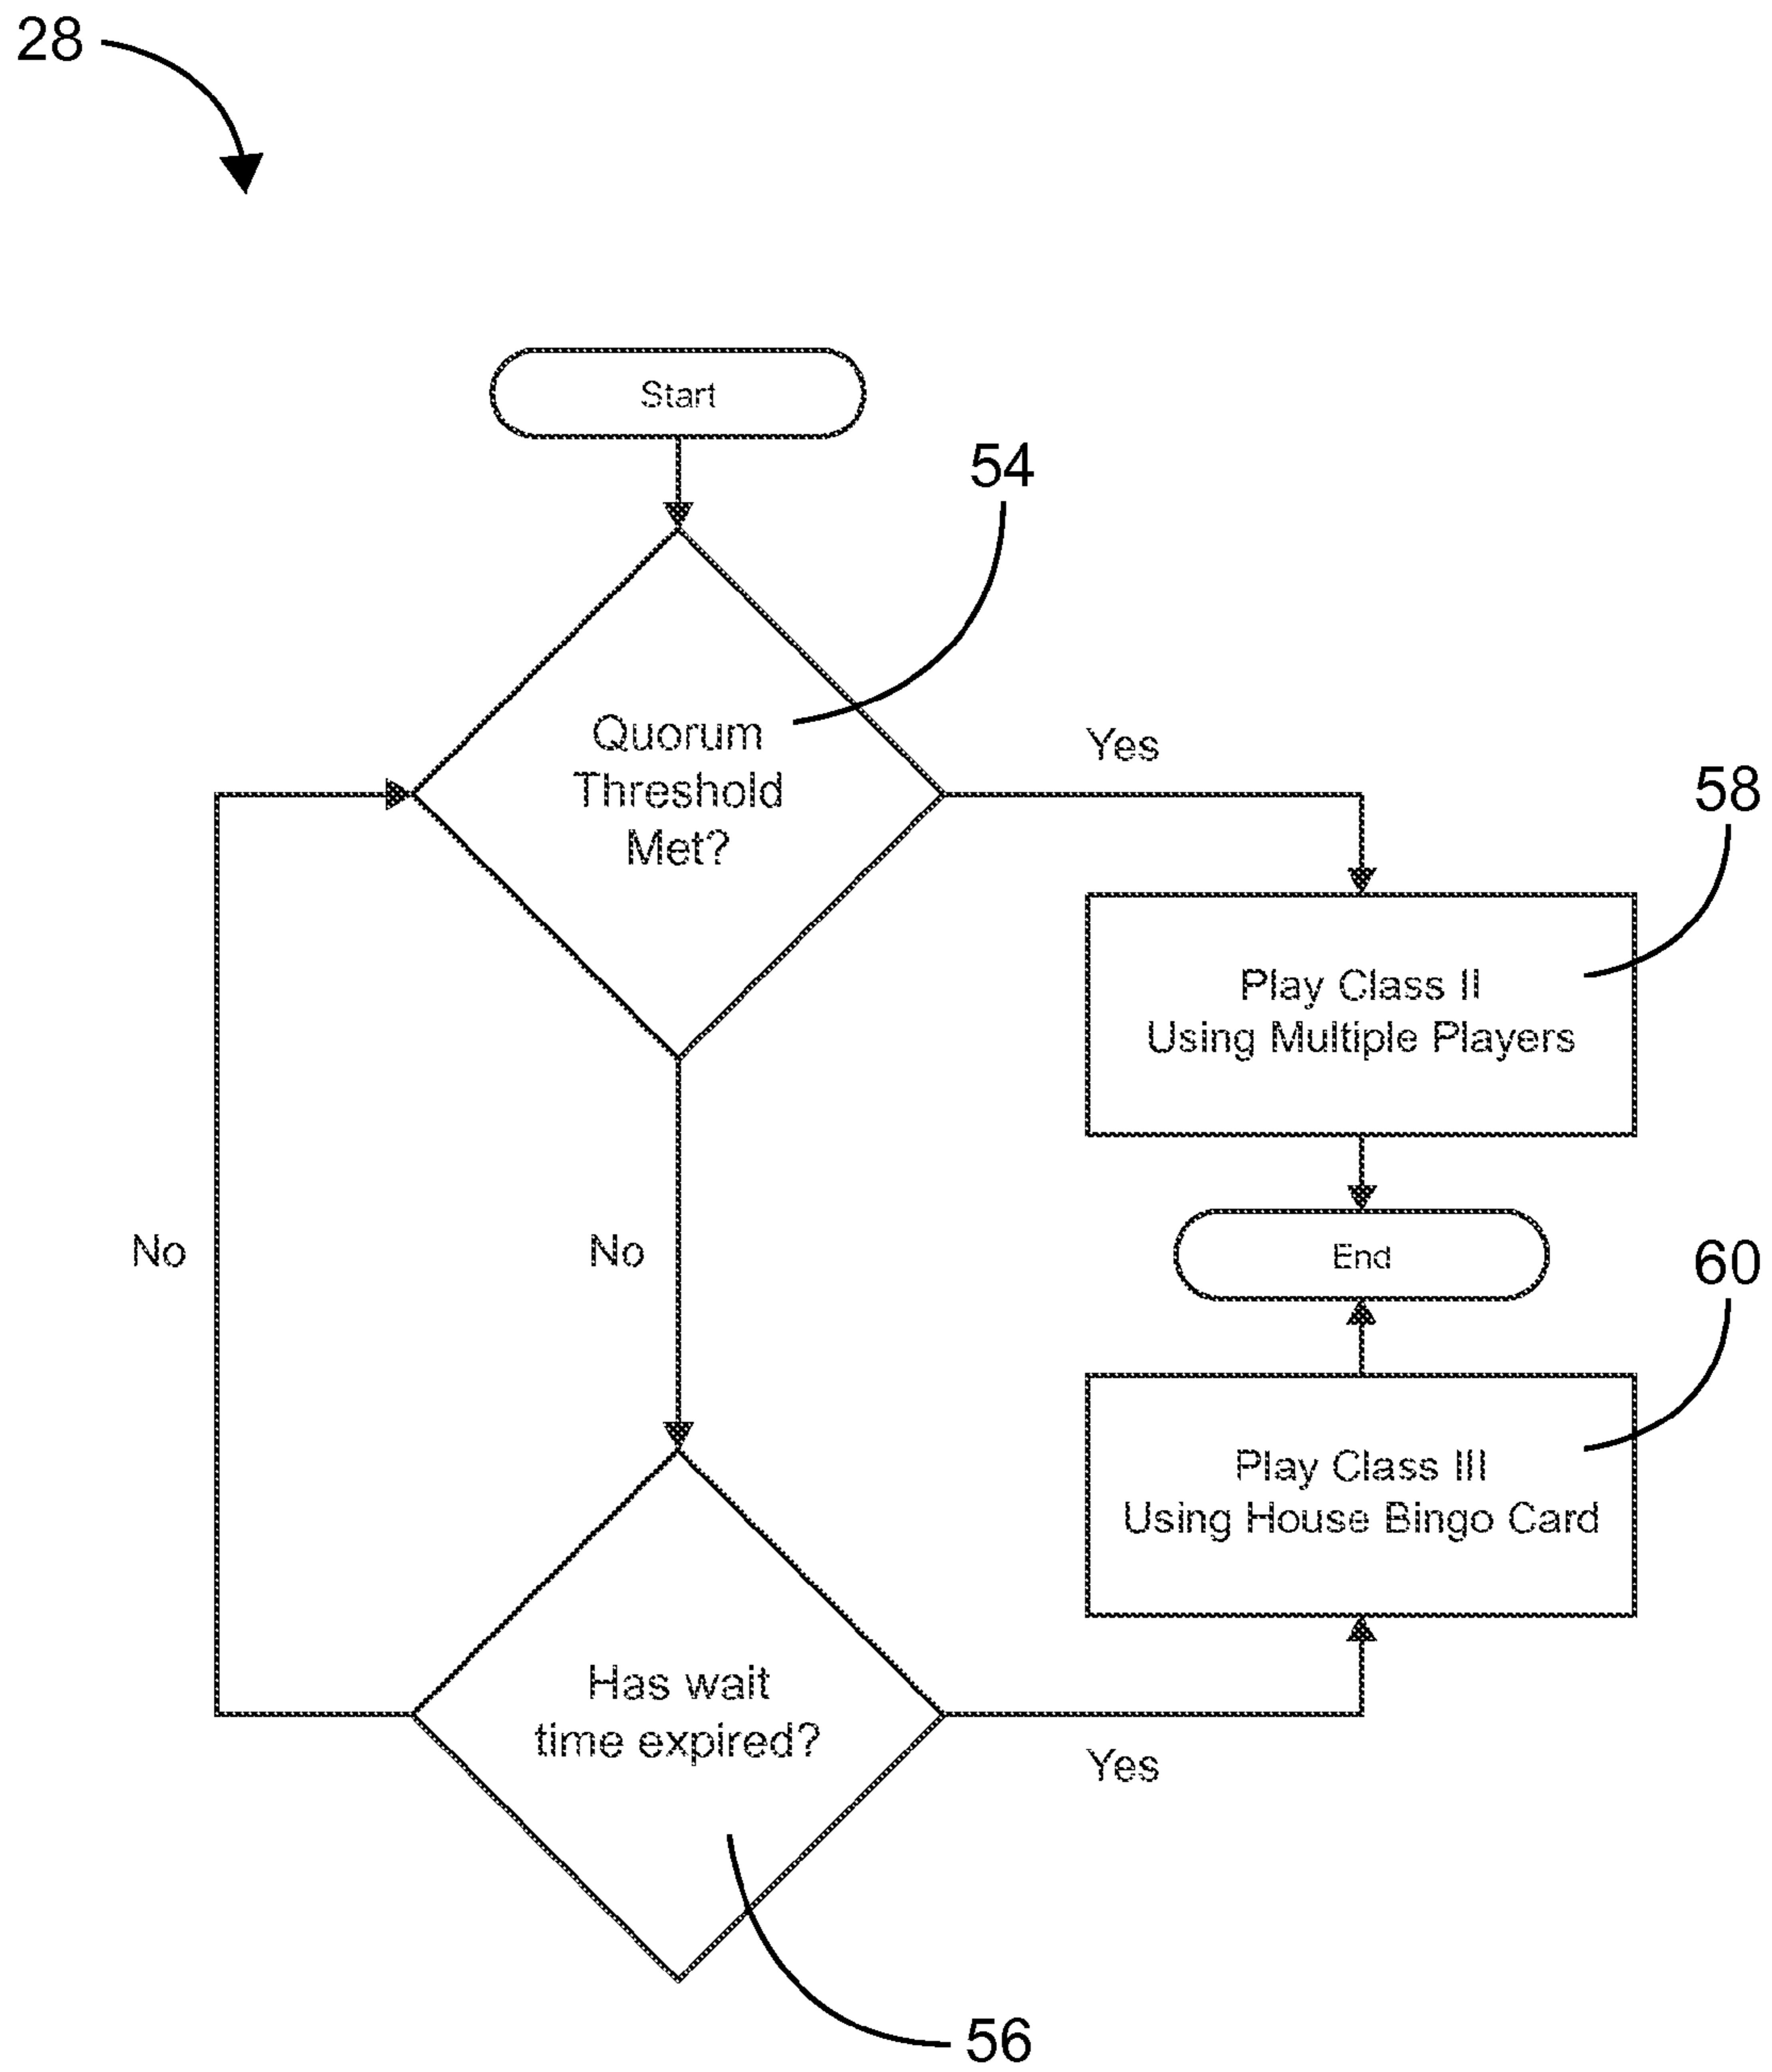 28
Start
54
Quorum
Threshold
Met?
Yes
58
Play Class II
Using Multiple Players
No
No
End
60
Play Class III
Using House Bingo Card
Has wait
time expired?
Yes
56